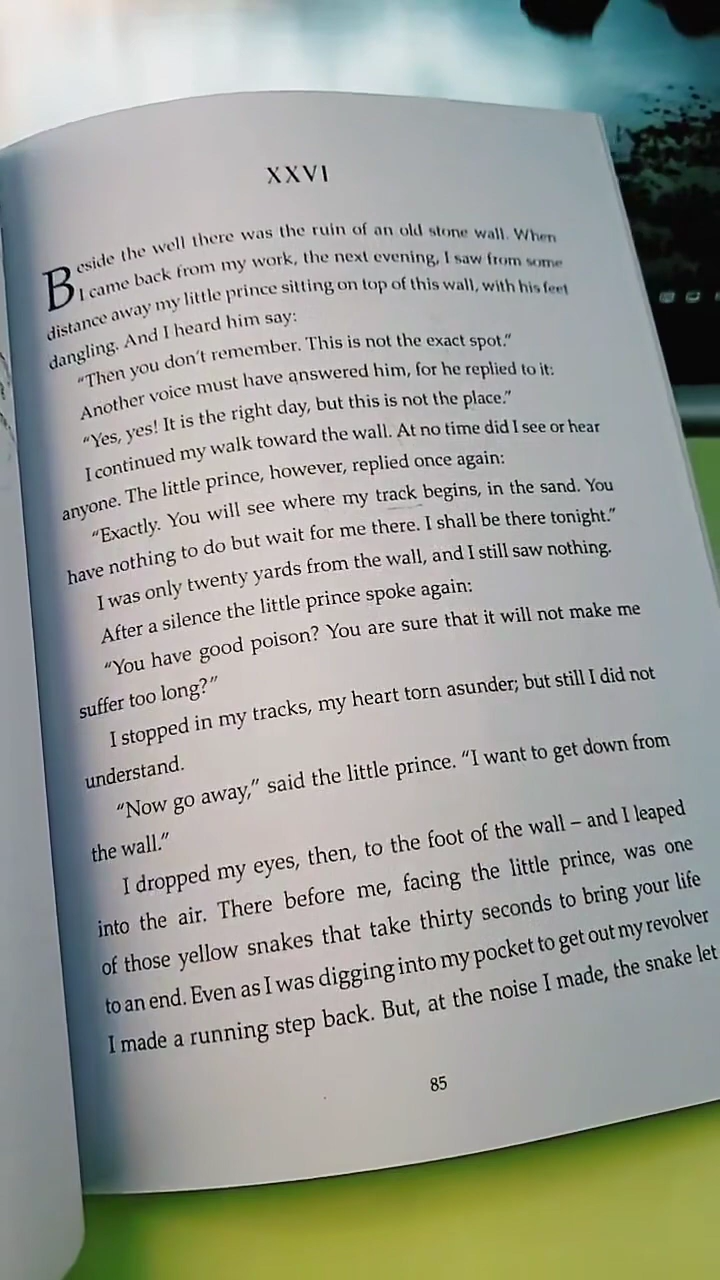 XXVI
Beside the well there was the ruin of an old stone wall. When
I came back from my work, the next evening, I saw from some
distance away my little prince sitting on top of this wall, with his feet
dangling. And I heard him say:
“Then you don’t remember. This is not the exact spot.”
Another voice must have answered him, for he replied to it:
“Yes, yes! It is the right day, but this is not the place.”
I continued my walk toward the wall. At no time did I see or hear
anyone. The little prince, however, replied once again:
“Exactly. You will see where my track begins, in the sand. You
have nothing to do but wait for me there. I shall be there tonight.”
I was only twenty yards from the wall, and I still saw nothing.
After a silence the little prince spoke again:
“You have good poison? You are sure that it will not make me
suffer too long?”
I stopped in my tracks, my heart torn asunder; but still I did not
understand.
“Now go away,” said the little prince. “I want to get down from
the wall.”
I dropped my eyes, then, to the foot of the wall – and I leaped
into the air. There before me, facing the little prince, was one
of those yellow snakes that take thirty seconds to bring your life
to an end. Even as I was digging into my pocket to get out my revolver
I made a running step back. But, at the noise I made, the snake let
85